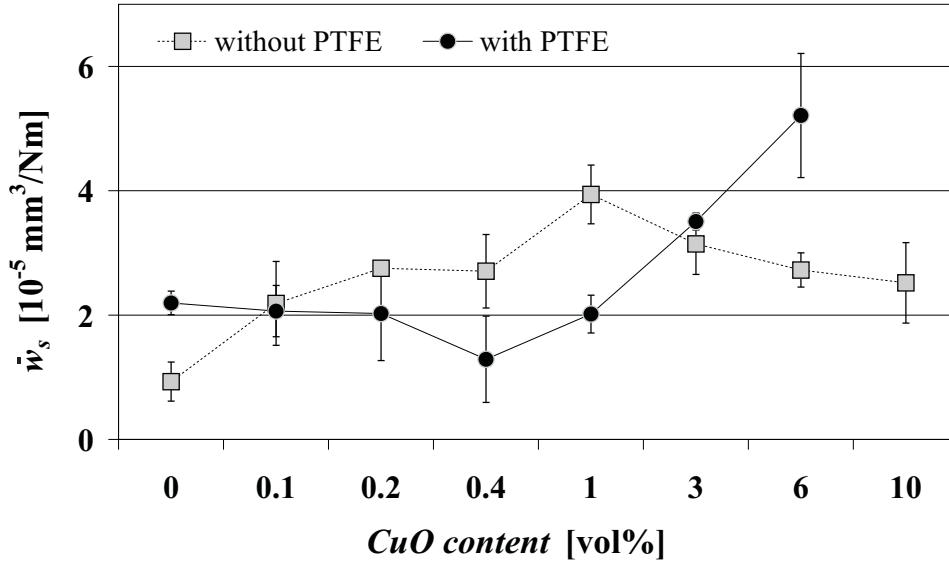 without PTFE with PTFE
6
4
2
0
0 0.1 0.2 0.4 1 3 6 10
CuO content [vol%]
w̄ₛ [10⁻⁵ mm³/Nm]